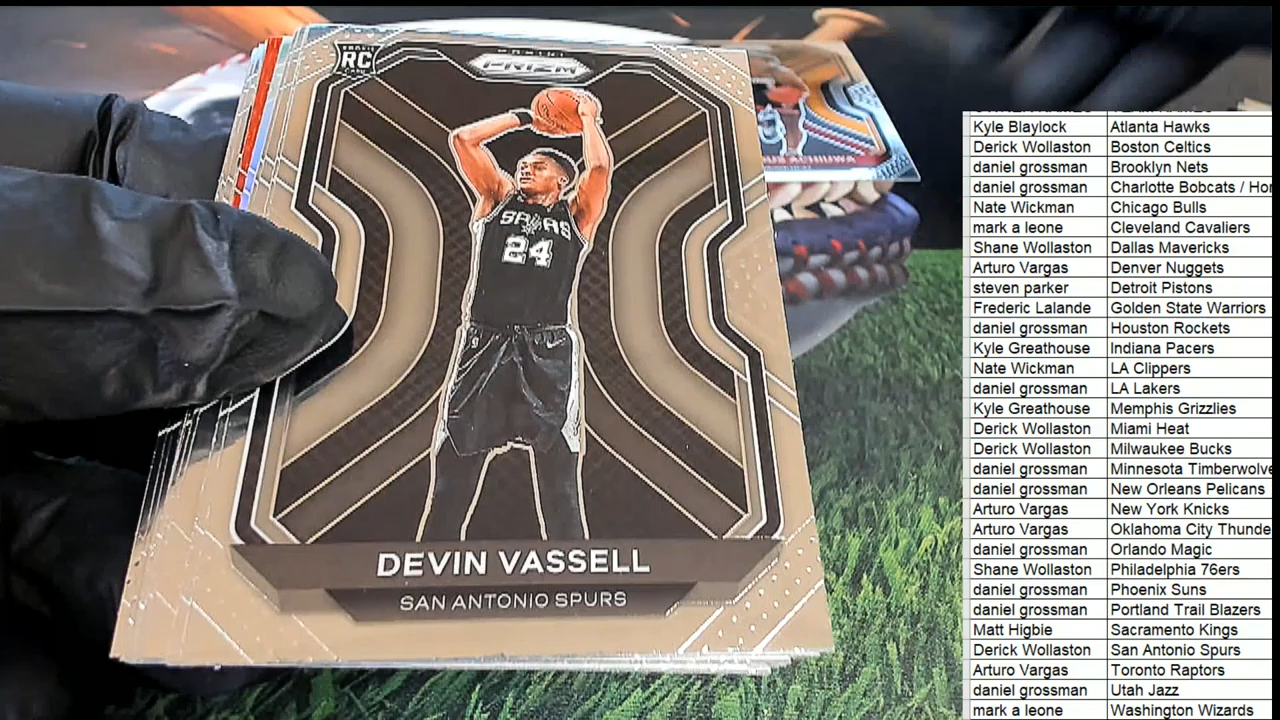 RC
PRIZM
SPURS
24
DEVIN VASSELL
SAN ANTONIO SPURS
ACHIUWA
Kyle Blaylock Atlanta Hawks
Derick Wollaston Boston Celtics
daniel grossman Brooklyn Nets
daniel grossman Charlotte Bobcats / Hor
Nate Wickman Chicago Bulls
mark a leone Cleveland Cavaliers
Shane Wollaston Dallas Mavericks
Arturo Vargas Denver Nuggets
steven parker Detroit Pistons
Frederic Lalande Golden State Warriors
daniel grossman Houston Rockets
Kyle Greathouse Indiana Pacers
Nate Wickman LA Clippers
daniel grossman LA Lakers
Kyle Greathouse Memphis Grizzlies
Derick Wollaston Miami Heat
Derick Wollaston Milwaukee Bucks
daniel grossman Minnesota Timberwolve
daniel grossman New Orleans Pelicans
Arturo Vargas New York Knicks
Arturo Vargas Oklahoma City Thunde
daniel grossman Orlando Magic
Shane Wollaston Philadelphia 76ers
daniel grossman Phoenix Suns
daniel grossman Portland Trail Blazers
Matt Higbie Sacramento Kings
Derick Wollaston San Antonio Spurs
Arturo Vargas Toronto Raptors
daniel grossman Utah Jazz
mark a leone Washington Wizards